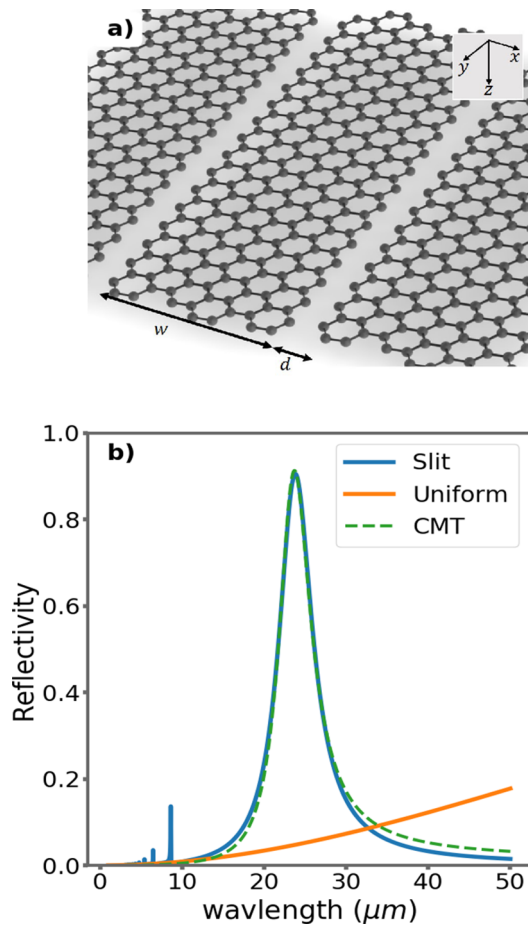 a)
y
x
z
w
d
b)
Slit
Uniform
CMT
1.0
0.8
0.6
0.4
0.2
0.0
Reflectivity
0 10 20 30 40 50
wavlength (μm)